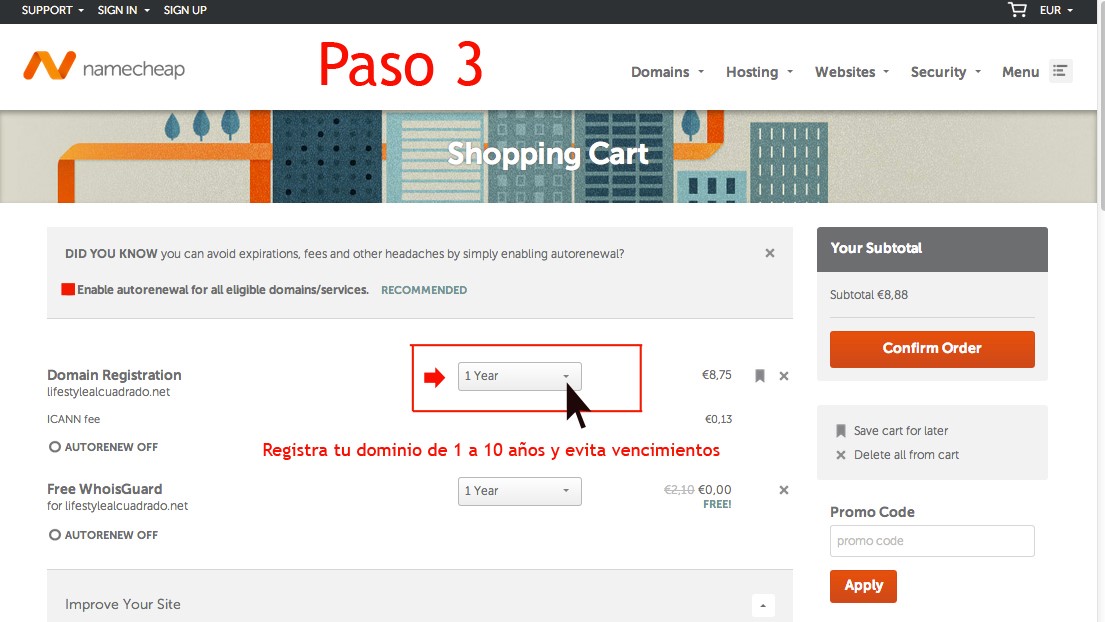 SUPPORT SIGN IN SIGN UP EUR
namecheap
Paso 3
Domains Hosting Websites Security Menu
Shopping Cart
DID YOU KNOW you can avoid expirations, fees and other headaches by simply enabling autorenewal?
Enable autorenewal for all eligible domains/services. RECOMMENDED
Your Subtotal
Subtotal €8,88
Confirm Order
Domain Registration 1 Year €8,75
lifestylealcuadrado.net
ICANN fee €0,13
AUTORENEW OFF
Registra tu dominio de 1 a 10 años y evita vencimientos
Save cart for later
Delete all from cart
Free WhoisGuard 1 Year €2,10 €0,00
for lifestylealcuadrado.net FREE!
AUTORENEW OFF
Promo Code
promo code
Apply
Improve Your Site